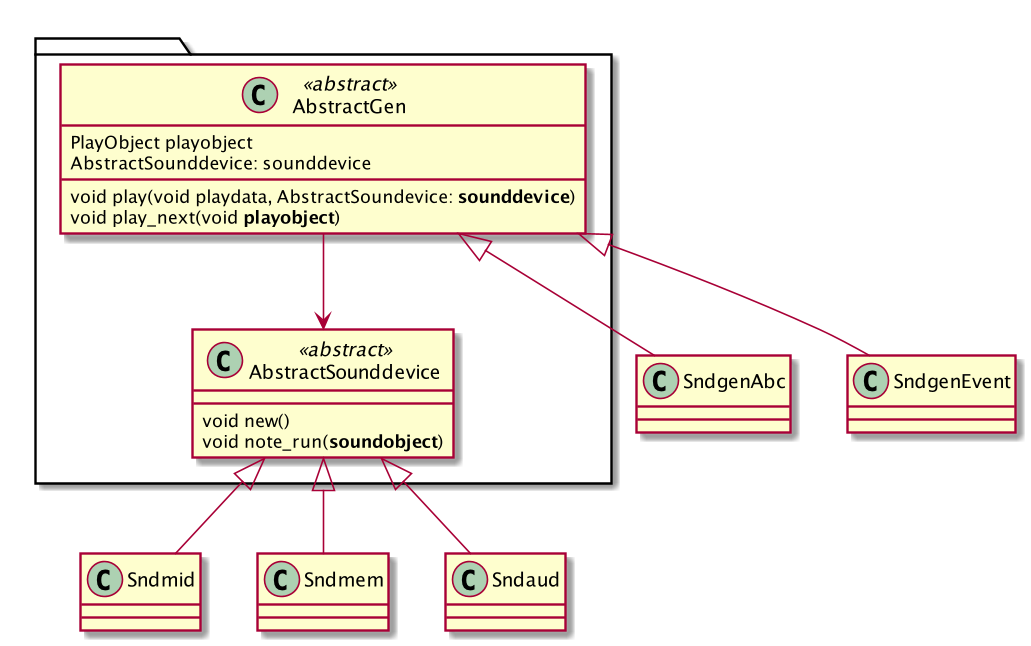 C
«abstract»
AbstractGen
PlayObject playobject
AbstractSounddevice: sounddevice
void play(void playdata, AbstractSoundevice: sounddevice)
void play_next(void playobject)
C
«abstract»
AbstractSounddevice
void new()
void note_run(soundobject)
C SndgenAbc
C SndgenEvent
C Sndmid
C Sndmem
C Sndaud